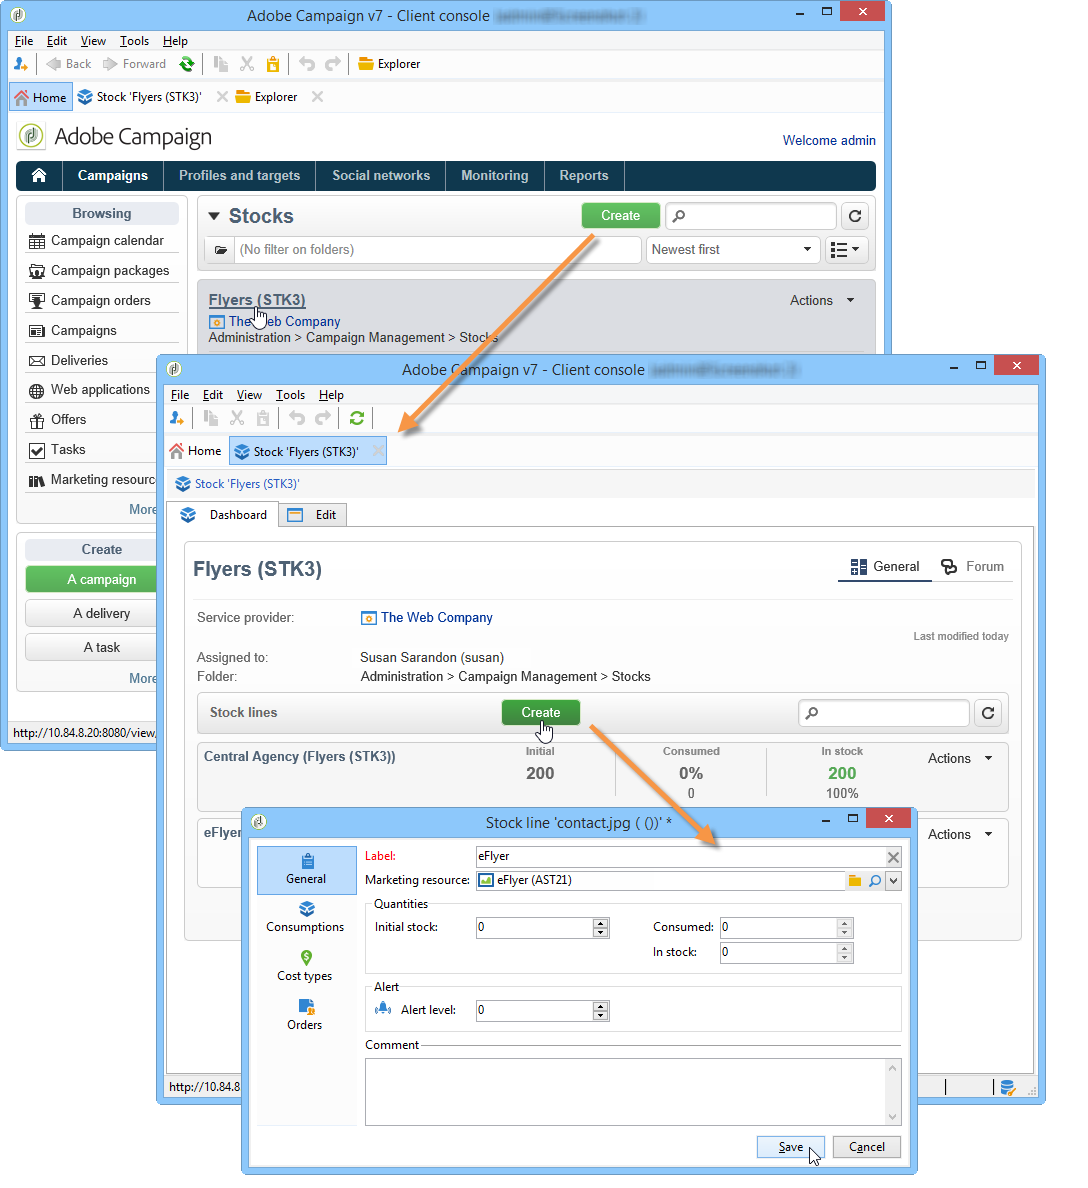 Adobe Campaign v7 - Client console
File Edit View Tools Help
Back Forward Explorer
Home Stock 'Flyers (STK3)' Explorer
Adobe Campaign
Welcome admin
Campaigns Profiles and targets Social networks Monitoring Reports
Browsing
Campaign calendar
Campaign packages
Campaign orders
Campaigns
Deliveries
Web applications
Offers
Tasks
Marketing resourc
More
Create
A campaign
A delivery
A task
More
http://10.84.8.20:8080/view,
Stocks Create
(No filter on folders) Newest first
Flyers (STK3) Actions
The Web Company
Administration > Campaign Management > Stocks
Adobe Campaign v7 - Client console
File Edit View Tools Help
Home Stock 'Flyers (STK3)'
Stock 'Flyers (STK3)'
Dashboard Edit
Flyers (STK3) General Forum
Service provider: The Web Company
Last modified today
Assigned to: Susan Sarandon (susan)
Folder: Administration > Campaign Management > Stocks
Stock lines Create
Central Agency (Flyers (STK3)) Initial Consumed In stock Actions
200 0% 200
0 100%
eFlyer Actions
http://10.84.8
Stock line 'contact.jpg ( ())' *
General
Consumptions
Cost types
Orders
Label: eFlyer
Marketing resource: eFlyer (AST21)
Quantities
Initial stock: 0 Consumed: 0
In stock: 0
Alert
Alert level: 0
Comment
Save Cancel